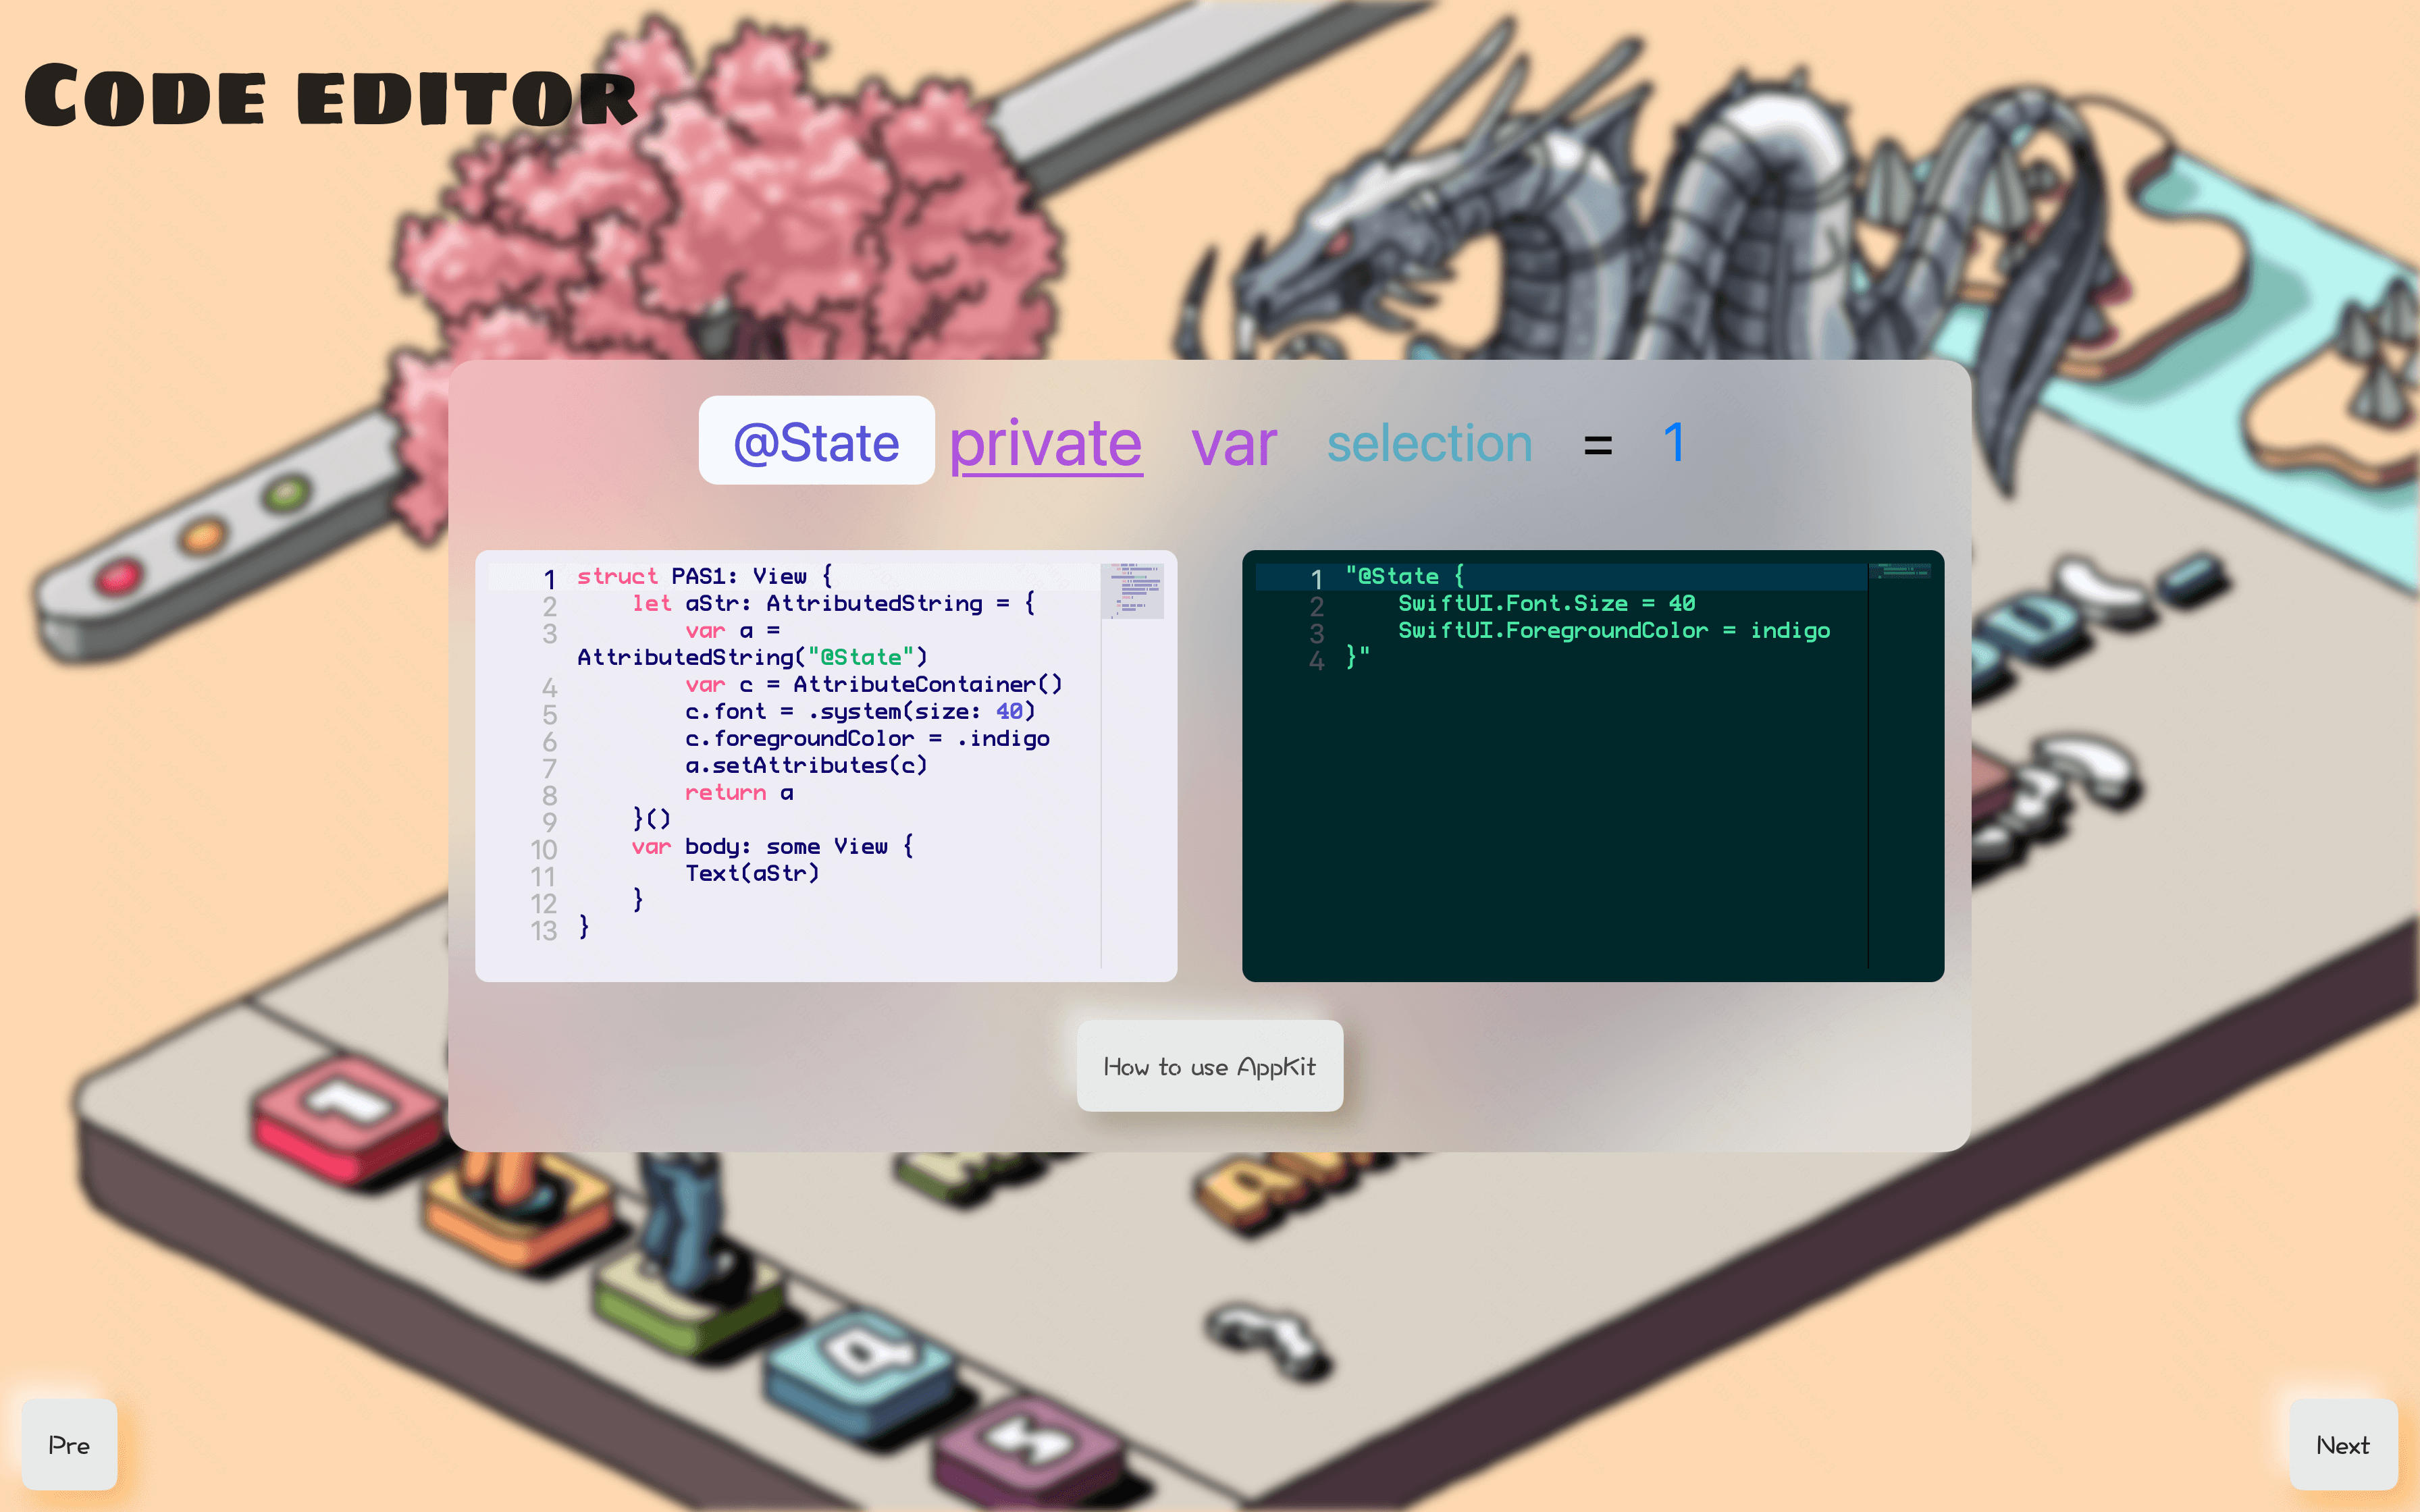 CODE EDITOR
@State private var selection = 1
1 struct PAS1: View {
2     let aStr: AttributedString = {
3         var a =
AttributedString("@State")
4         var c = AttributeContainer()
5         c.font = .system(size: 40)
6         c.foregroundColor = .indigo
7         a.setAttributes(c)
8         return a
9     }()
10     var body: some View {
11         Text(aStr)
12     }
13 }
1 "@State {
2     SwiftUI.Font.Size = 40
3     SwiftUI.ForegroundColor = indigo
4 }"
How to use AppKit
1
5
Pre
Next